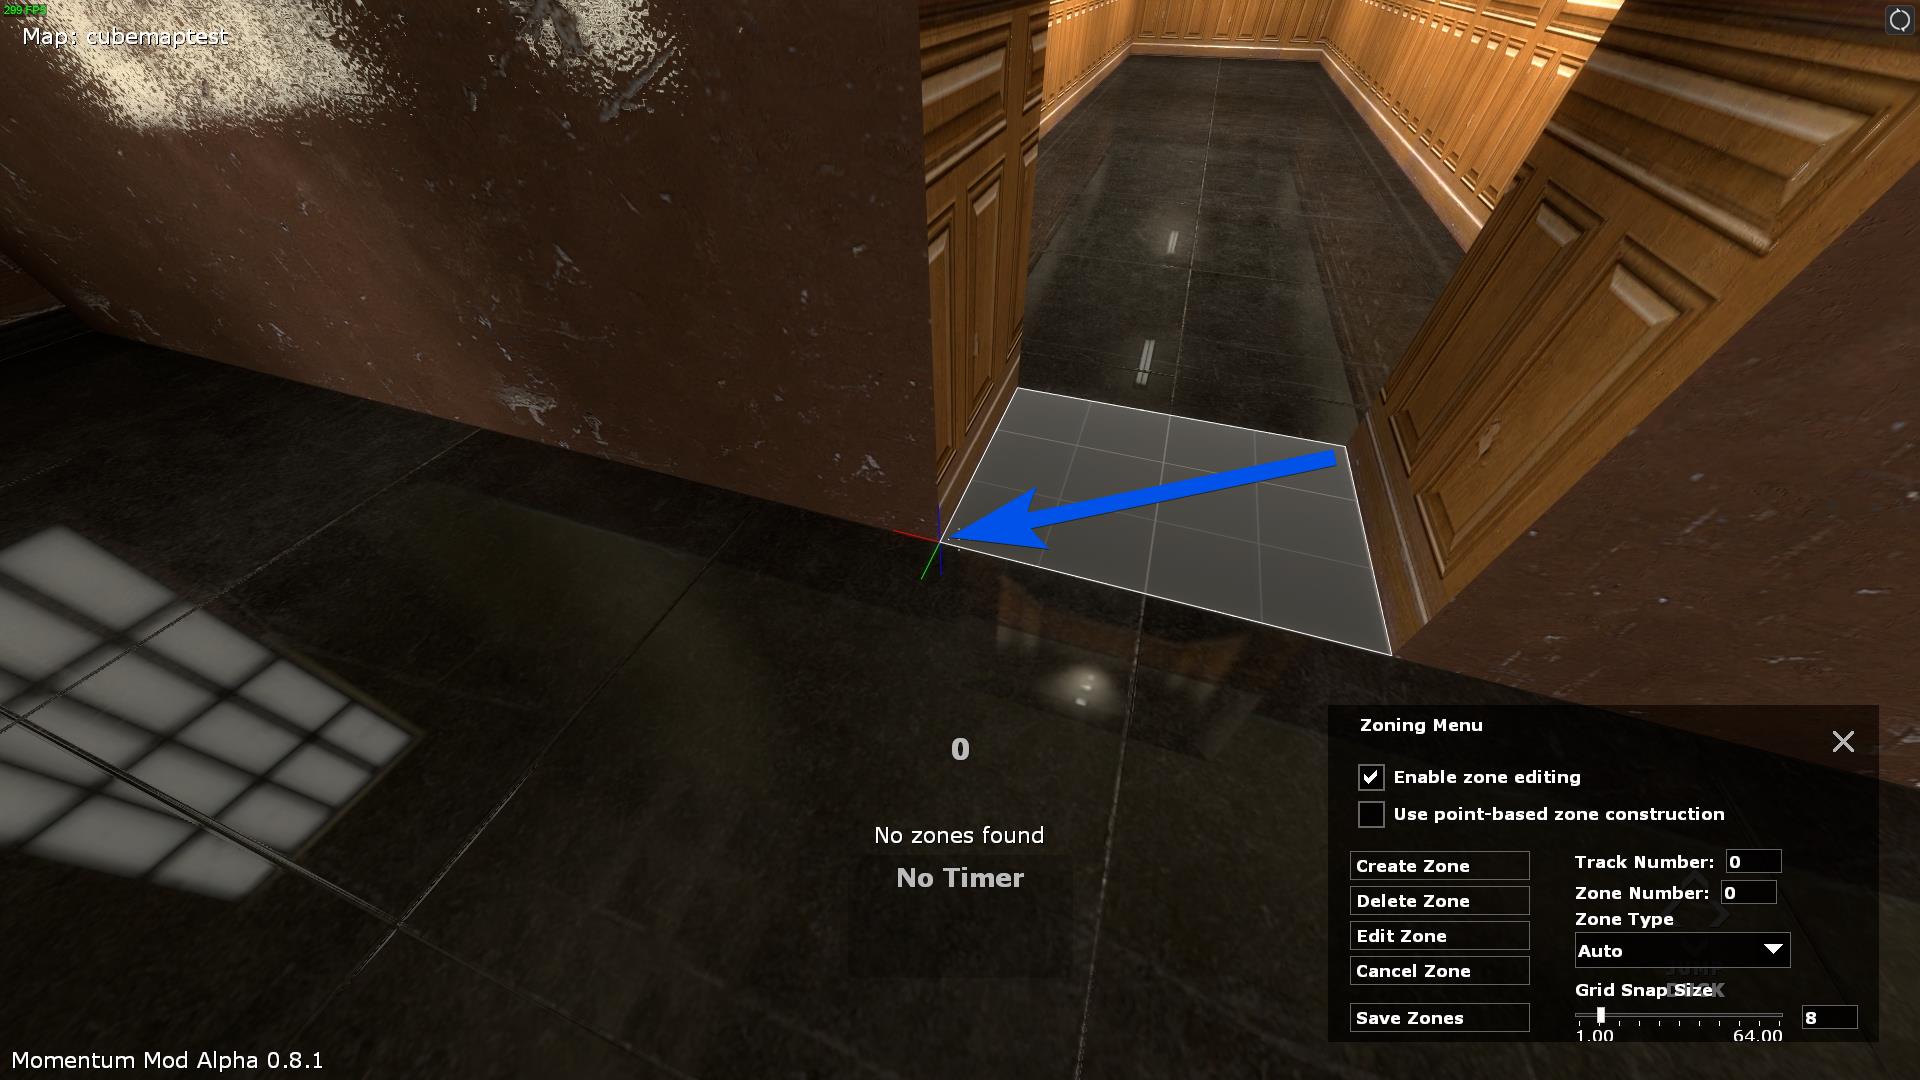 299 FPS
Map: cubemaptest
0
No zones found
No Timer
Zoning Menu
Enable zone editing
Use point-based zone construction
Create Zone
Delete Zone
Edit Zone
Cancel Zone
Save Zones
Track Number: 0
Zone Number: 0
Zone Type
Auto
JUMP
Grid Snap Size
DUCK
8
1.00 64.00
Momentum Mod Alpha 0.8.1